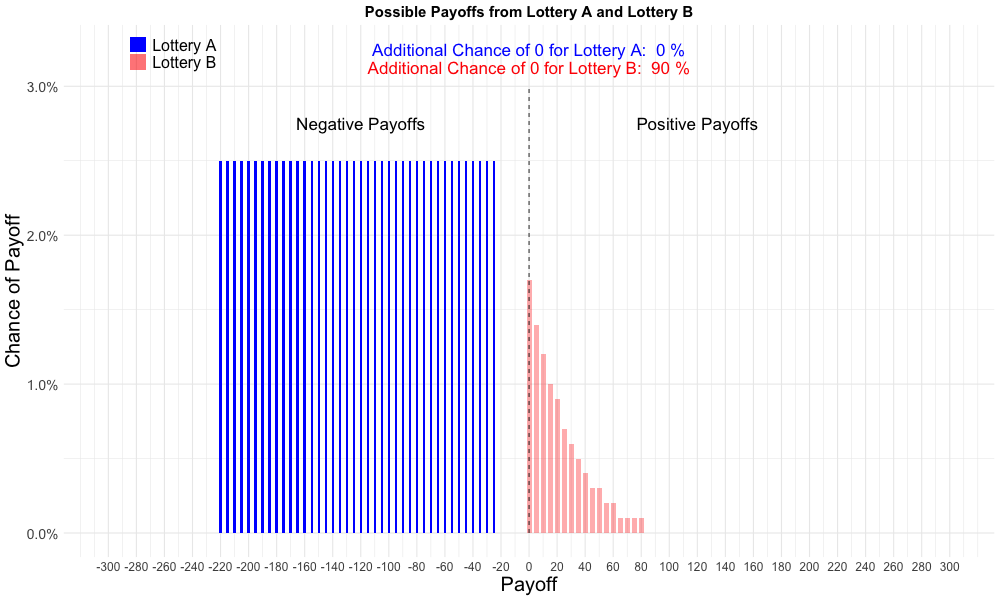 Possible Payoffs from Lottery A and Lottery B
Lottery A
Lottery B
Additional Chance of 0 for Lottery A:  0 %
Additional Chance of 0 for Lottery B:  90 %
Negative Payoffs
Positive Payoffs
Chance of Payoff
3.0%
2.0%
1.0%
0.0%
-300 -280 -260 -240 -220 -200 -180 -160 -140 -120 -100 -80 -60 -40 -20 0 20 40 60 80 100 120 140 160 180 200 220 240 260 280 300
Payoff